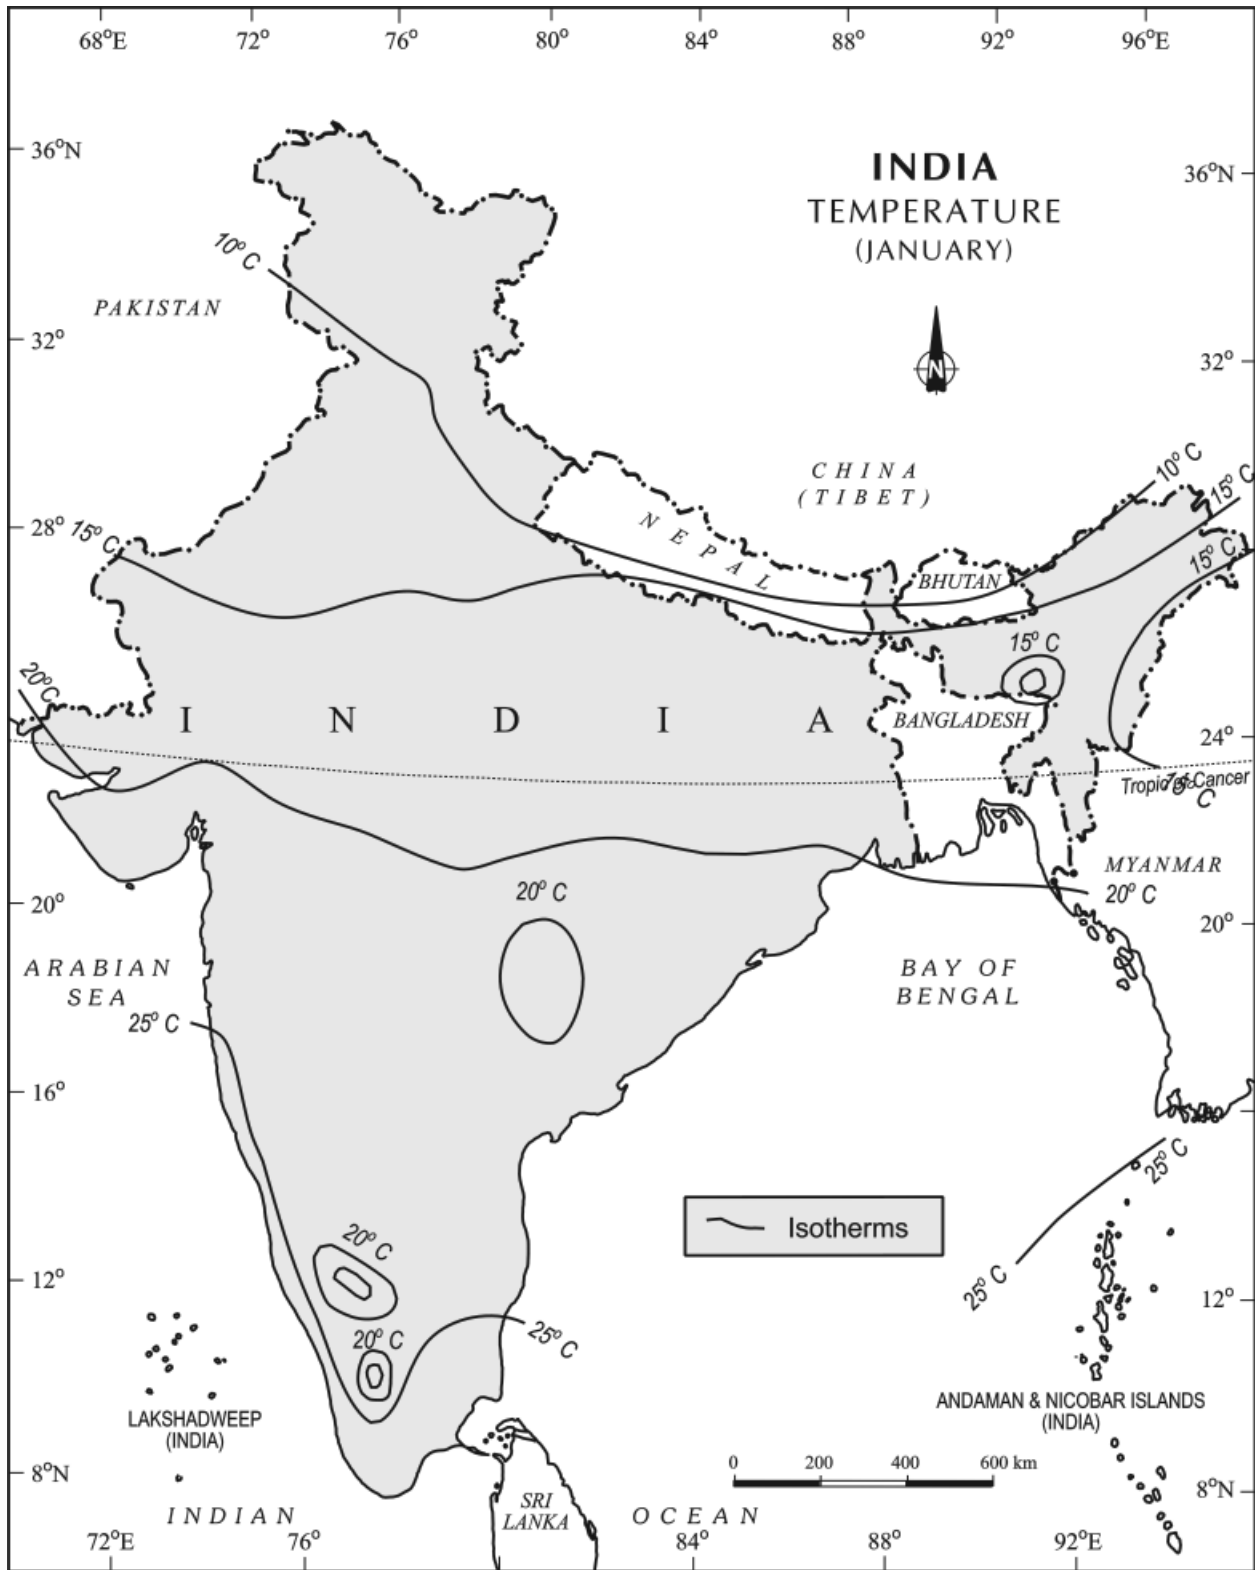 68°E 72° 76° 80° 84° 88° 92° 96°E
36°N
INDIA
36°N
TEMPERATURE
(JANUARY)
10° C
PAKISTAN
32°
32°
N
CHINA
(TIBET)
10° C
15° C
28°
15° C
NEPAL
15° C
BHUTAN
15° C
20° C
INDIA
BANGLADESH
24°
Tropic of Cancer
15° C
MYANMAR
20° C
20° C
20°
20°
ARABIAN
SEA
BAY OF
BENGAL
25° C
16°
25° C
Isotherms
20° C
25° C
12°
12°
20° C
25° C
LAKSHADWEEP
(INDIA)
ANDAMAN & NICOBAR ISLANDS
(INDIA)
0 200 400 600 km
8°N
8°N
INDIAN
SRI
LANKA
OCEAN
72°E 76° 84° 88° 92°E